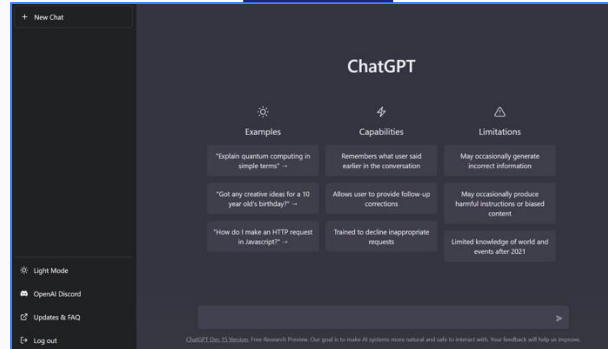 + New Chat
ChatGPT
Examples
Capabilities
Limitations
"Explain quantum computing in
simple terms" →
Remembers what user said
earlier in the conversation
May occasionally generate
incorrect information
"Got any creative ideas for a 10
year old's birthday?" →
Allows user to provide follow-up
corrections
May occasionally produce
harmful instructions or biased
content
"How do I make an HTTP request
in Javascript?" →
Trained to decline inappropriate
requests
Limited knowledge of world and
events after 2021
Light Mode
OpenAI Discord
Updates & FAQ
Log out
ChatGPT Dec 15 Version. Free Research Preview. Our goal is to make AI systems more natural and safe to interact with. Your feedback will help us improve.